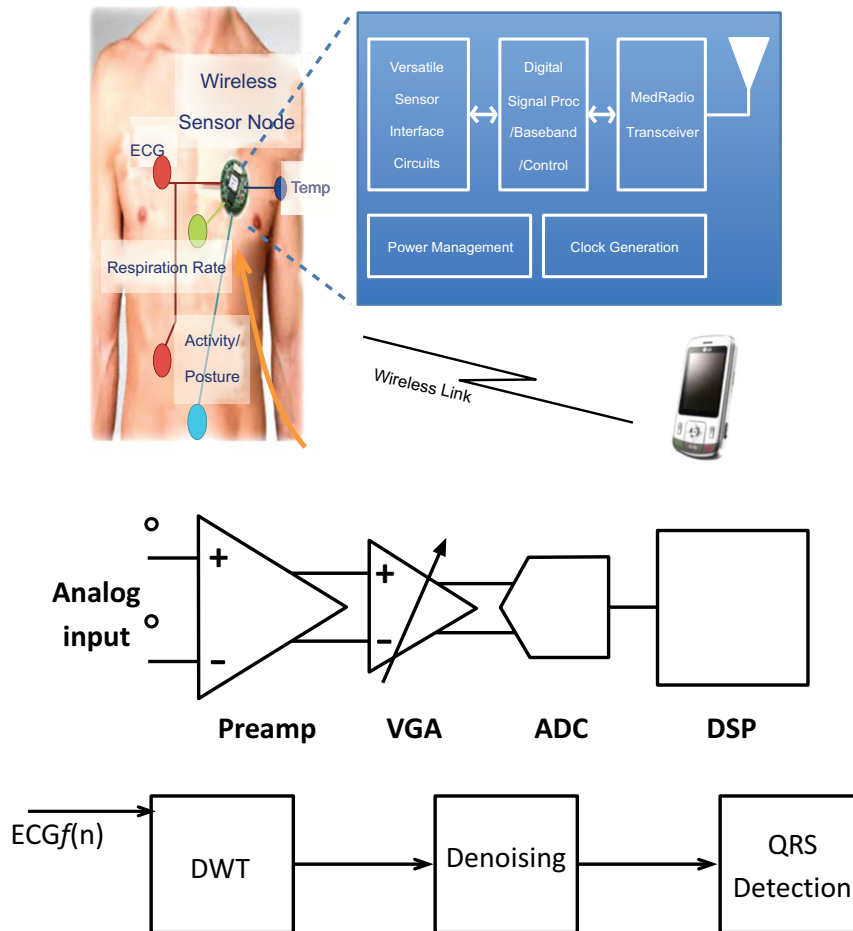 Wireless
Sensor Node
ECG
Temp
Respiration Rate
Activity/
Posture
Versatile
Sensor
Interface
Circuits
Digital
Signal Proc
/Baseband
/Control
MedRadio
Transceiver
Power Management
Clock Generation
Wireless Link
+
-
Analog
input
+
-
Preamp
VGA
ADC
DSP
ECGf(n)
DWT
Denoising
QRS
Detection